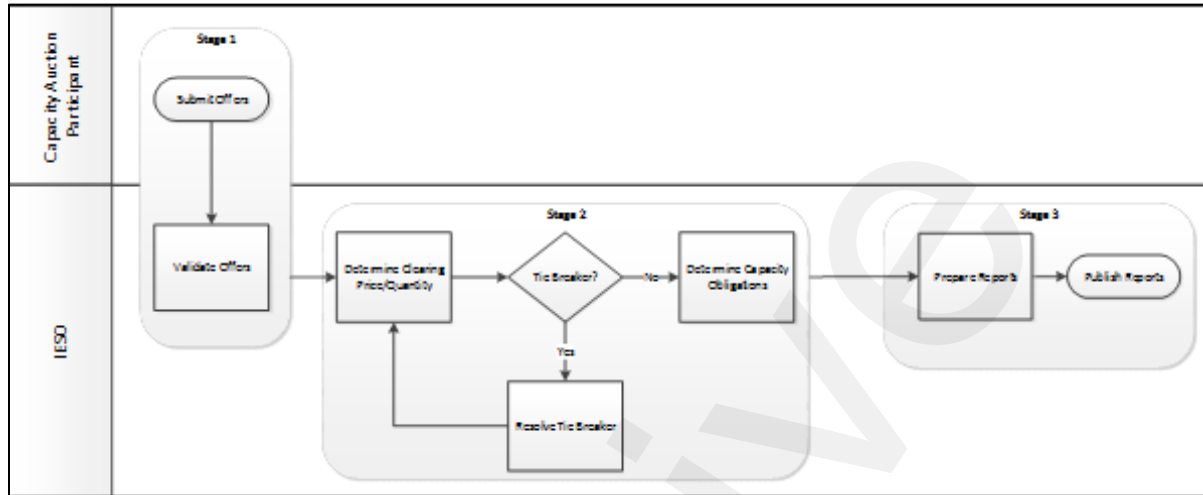 Capacity Auction
Participant
IESO
Stage 1
Submit Offers
Validate Offers
Stage 2
Determine Clearing
Price/Quantity
Tie Breaker?
No
Yes
Resolve Tie Breaker
Determine Capacity
Obligations
Stage 3
Prepare Reports
Publish Reports